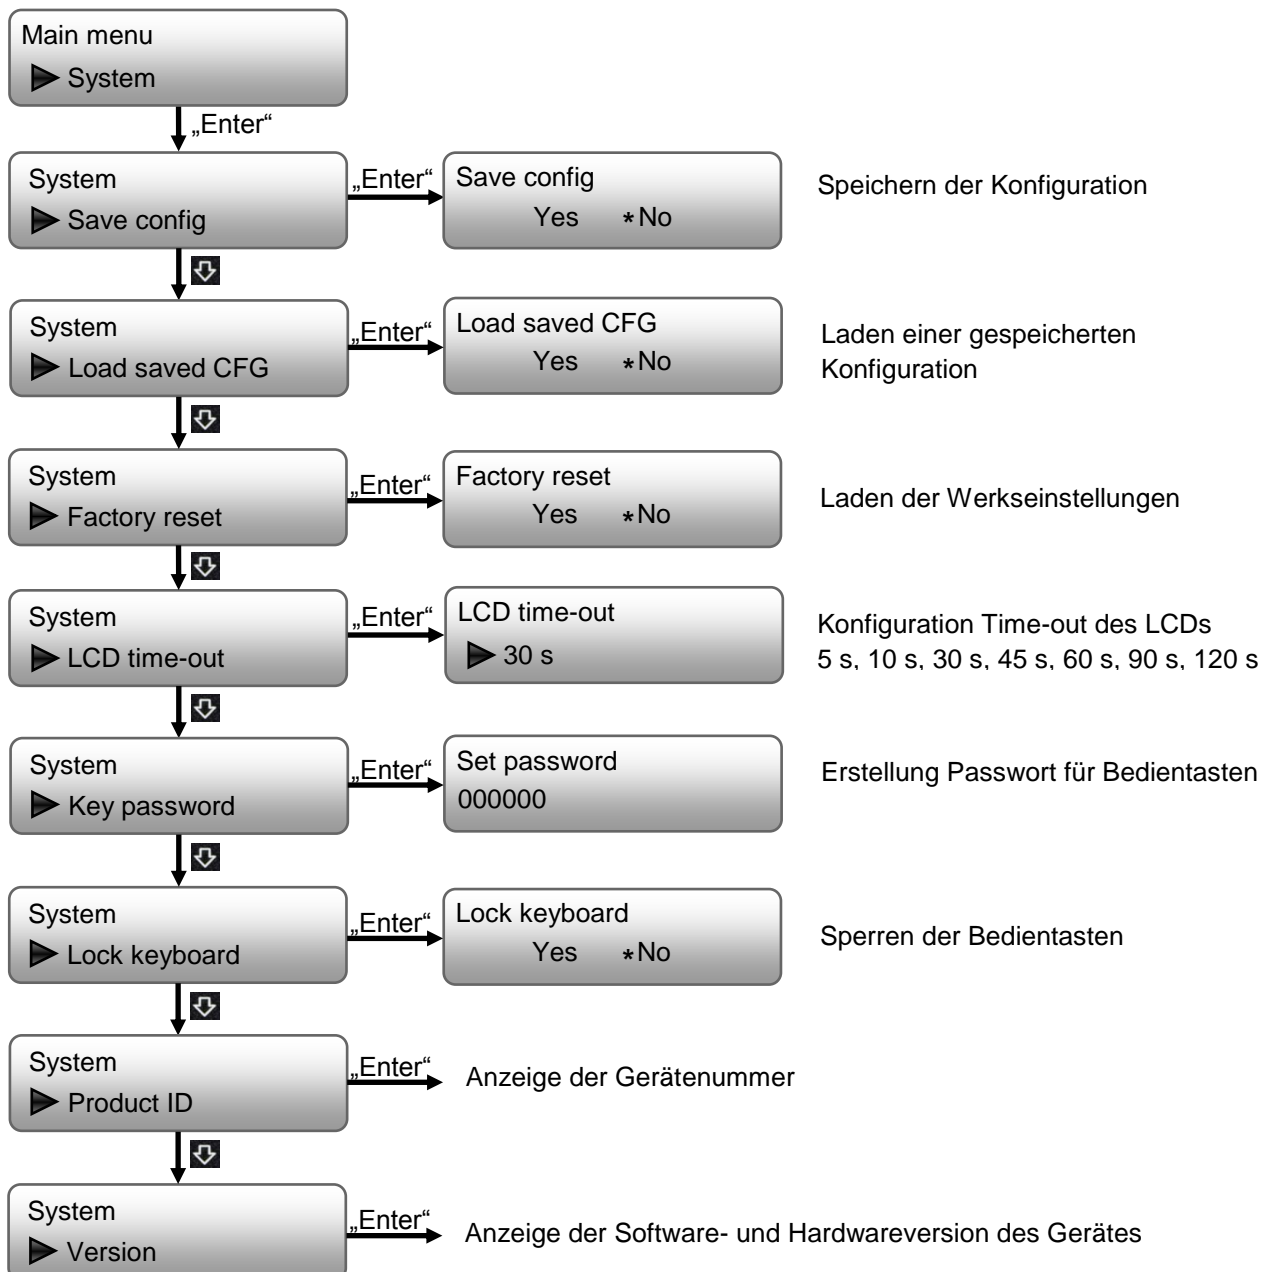 Main menu
System
„Enter“
System
Save config
„Enter“
Save config
Yes *No
Speichern der Konfiguration
System
Load saved CFG
„Enter“
Load saved CFG
Yes *No
Laden einer gespeicherten
Konfiguration
System
Factory reset
„Enter“
Factory reset
Yes *No
Laden der Werkseinstellungen
System
LCD time-out
„Enter“
LCD time-out
30 s
Konfiguration Time-out des LCDs
5 s, 10 s, 30 s, 45 s, 60 s, 90 s, 120 s
System
Key password
„Enter“
Set password
000000
Erstellung Passwort für Bedientasten
System
Lock keyboard
„Enter“
Lock keyboard
Yes *No
Sperren der Bedientasten
System
Product ID
„Enter“
Anzeige der Gerätenummer
System
Version
„Enter“
Anzeige der Software- und Hardwareversion des Gerätes